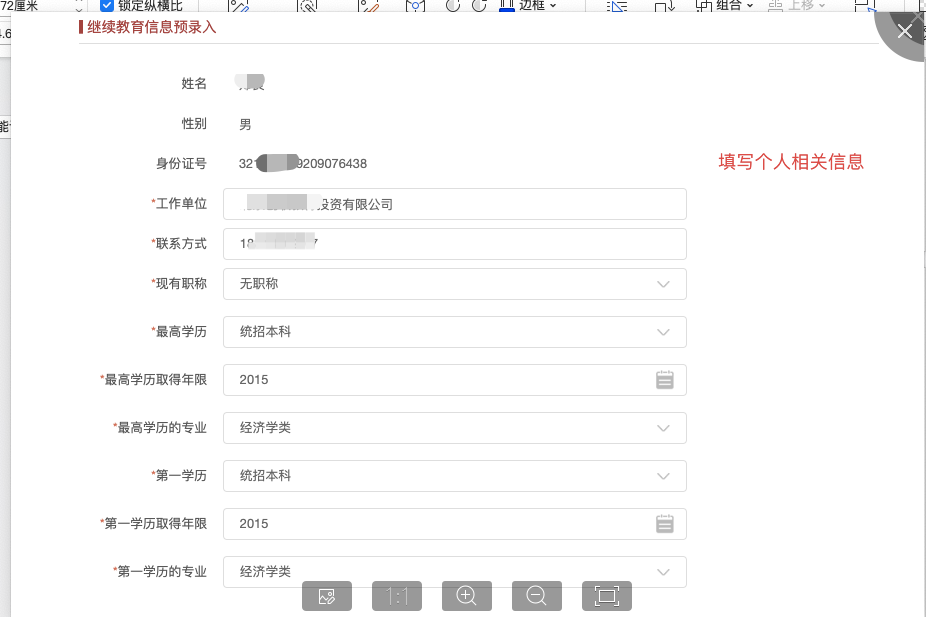 72厘米 锁定纵横比 边框 组合 上移
继续教育信息预录入
姓名
性别 男
身份证号 32 9209076438
填写个人相关信息
*工作单位 投资有限公司
*联系方式 18 7
*现有职称 无职称
*最高学历 统招本科
*最高学历取得年限 2015
*最高学历的专业 经济学类
*第一学历 统招本科
*第一学历取得年限 2015
*第一学历的专业 经济学类
1:1